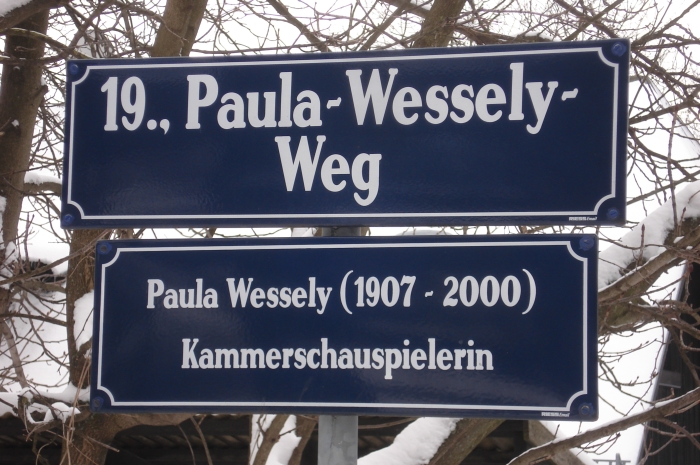 19., Paula-Wessely-
Weg
Paula Wessely (1907 - 2000)
Kammerschauspielerin